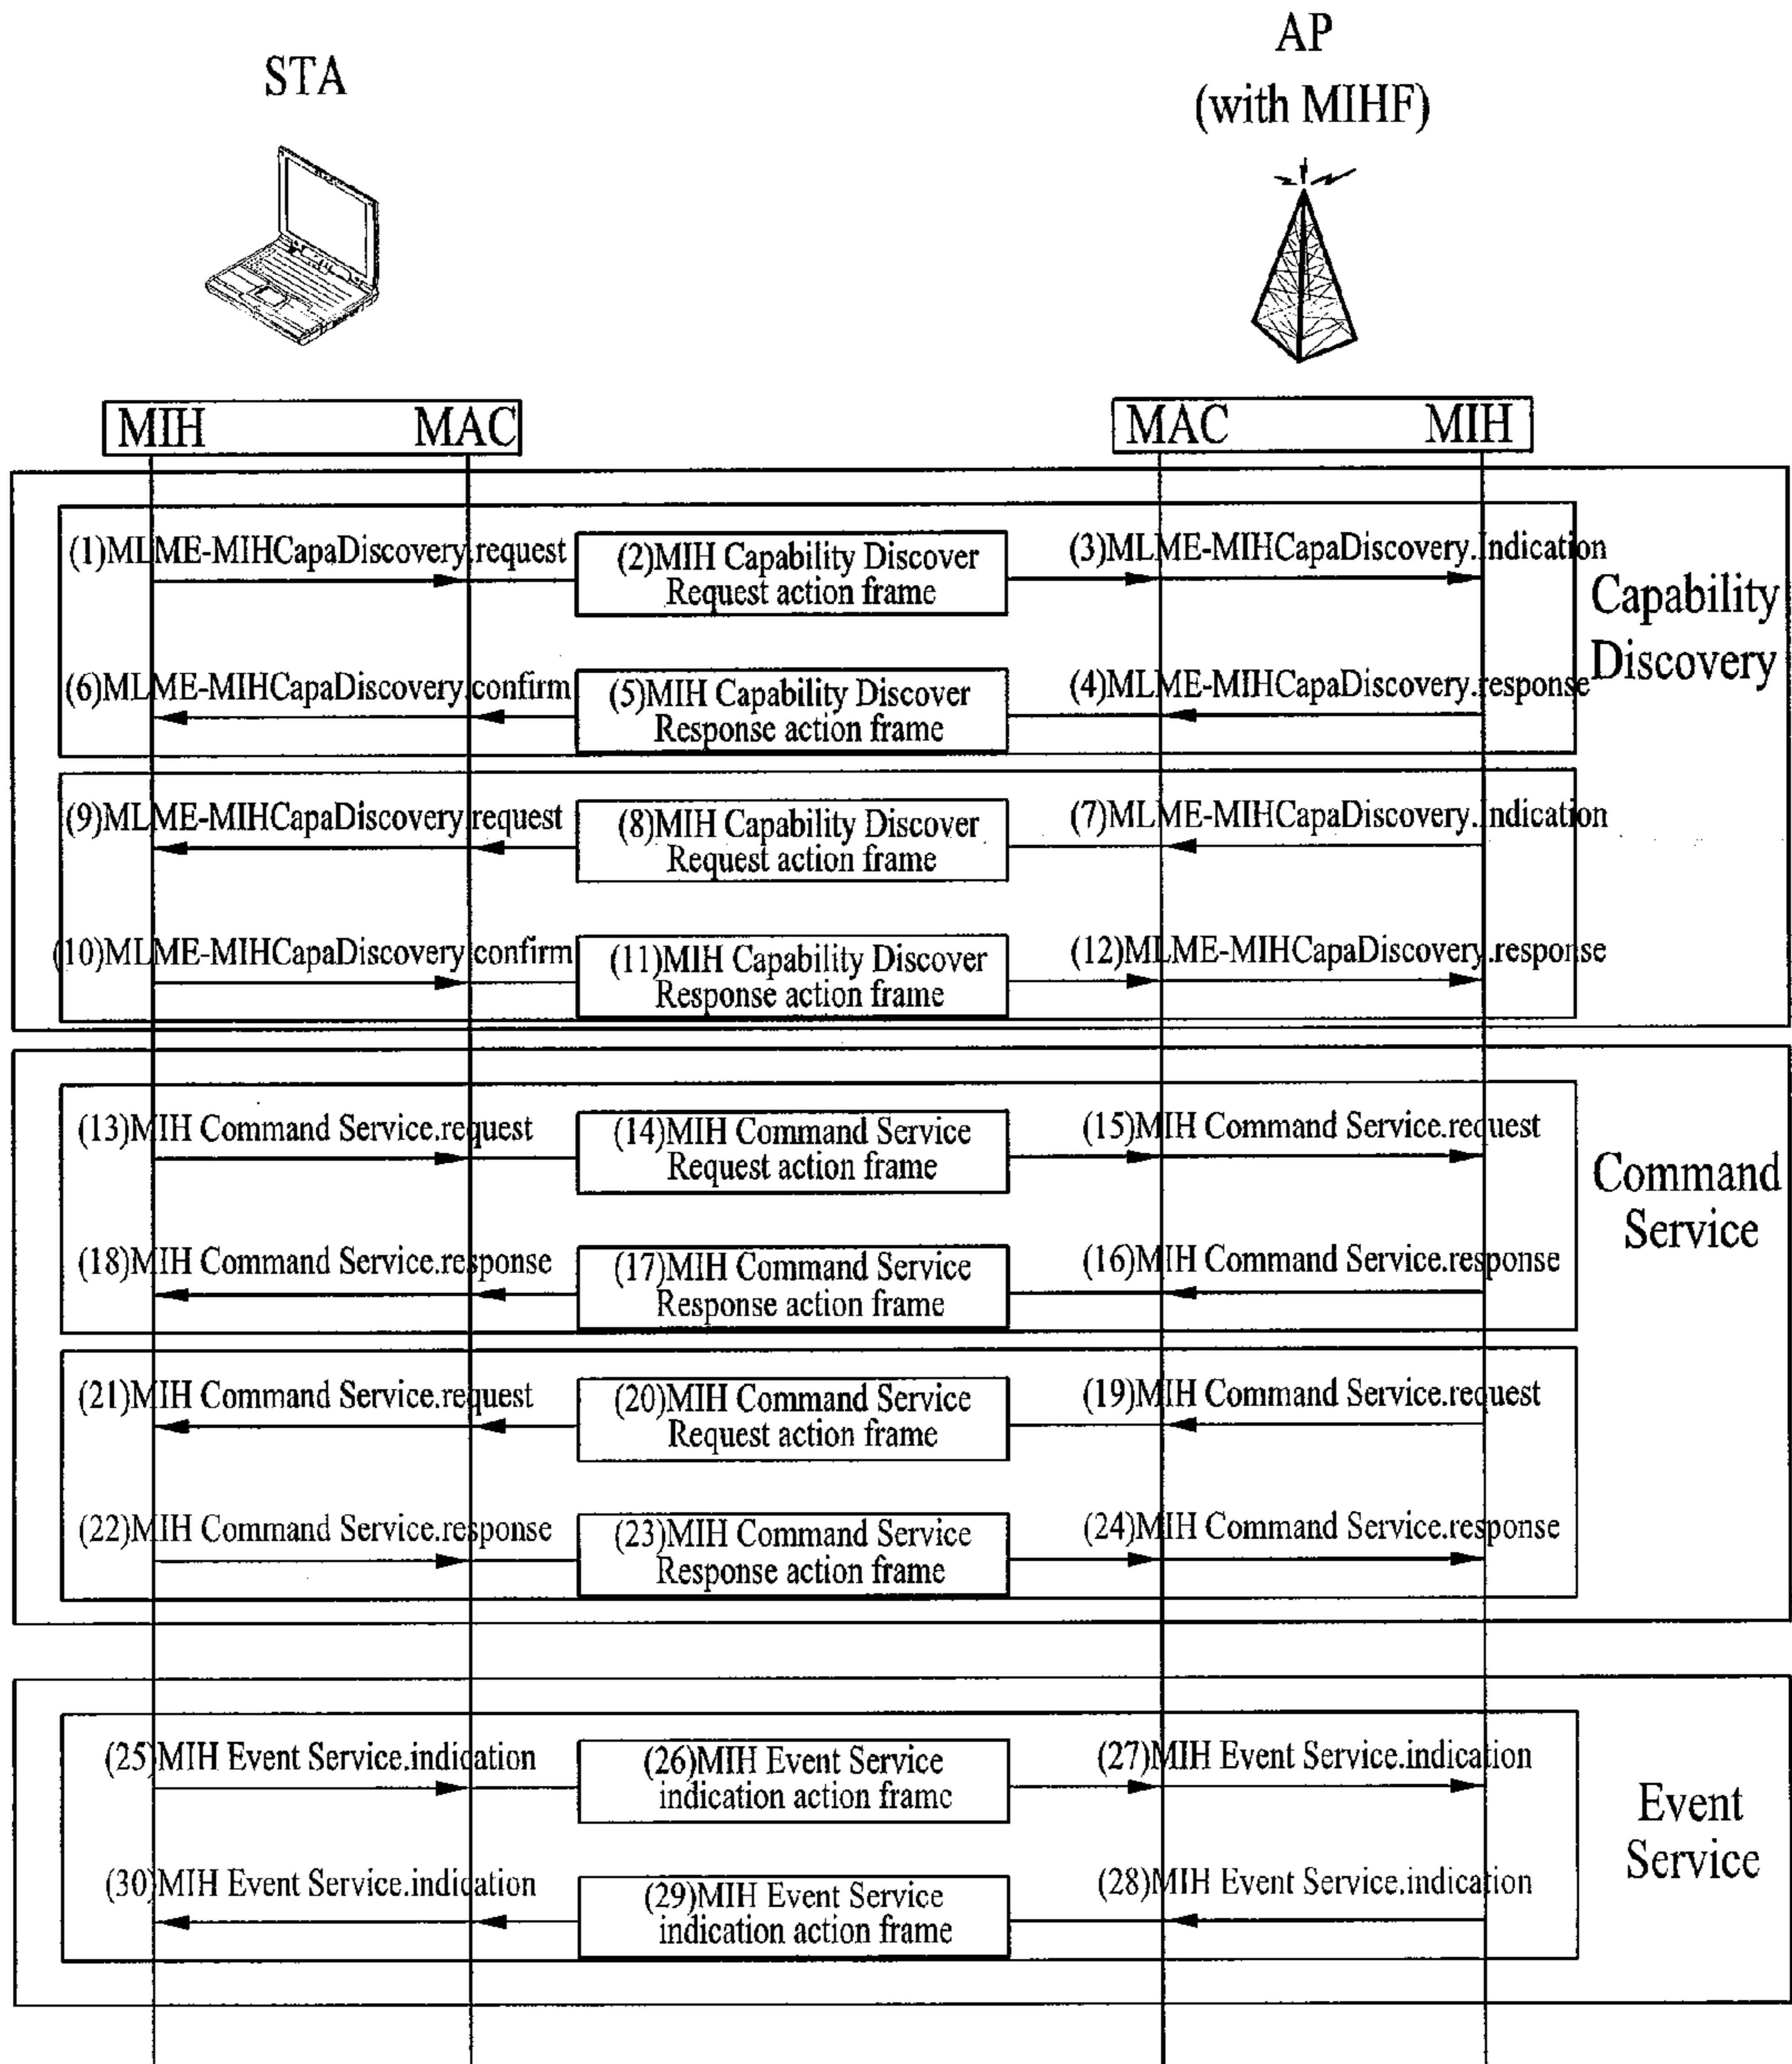 STA
AP
(with MIHF)
MIH
MAC
MAC
MIH
(1)MLME-MIHCapaDiscovery.request
(2)MIH Capability Discover
Request action frame
(3)MLME-MIHCapaDiscovery.Indication
Capability
Discovery
(6)MLME-MIHCapaDiscovery.confirm
(5)MIH Capability Discover
Response action frame
(4)MLME-MIHCapaDiscovery.response
(9)MLME-MIHCapaDiscovery.request
(8)MIH Capability Discover
Request action frame
(7)MLME-MIHCapaDiscovery.Indication
(10)MLME-MIHCapaDiscovery.confirm
(11)MIH Capability Discover
Response action frame
(12)MLME-MIHCapaDiscovery.response
(13)MIH Command Service.request
(14)MIH Command Service
Request action frame
(15)MIH Command Service.request
Command
Service
(18)MIH Command Service.response
(17)MIH Command Service
Response action frame
(16)MIH Command Service.response
(21)MIH Command Service.request
(20)MIH Command Service
Request action frame
(19)MIH Command Service.request
(22)MIH Command Service.response
(23)MIH Command Service
Response action frame
(24)MIH Command Service.response
(25)MIH Event Service.indication
(26)MIH Event Service
indication action frame
(27)MIH Event Service.indication
Event
Service
(30)MIH Event Service.indication
(29)MIH Event Service
indication action frame
(28)MIH Event Service.indication